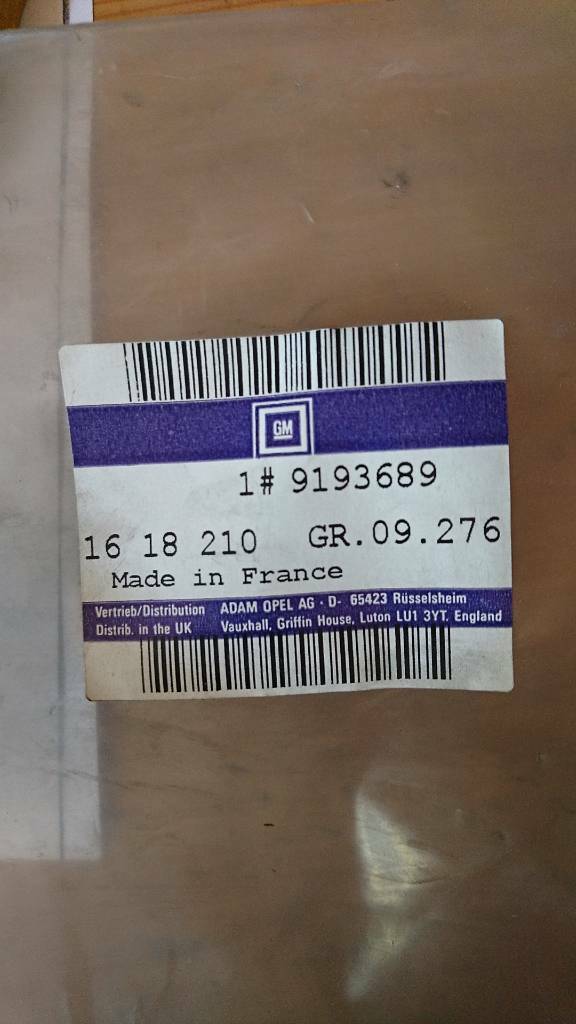 GM
1# 9193689
16 18 210 GR.09.276
Made in France
Vertrieb/Distribution ADAM OPEL AG · D- 65423 Rüsselsheim
Distrib. in the UK Vauxhall, Griffin House, Luton LU1 3YT, England